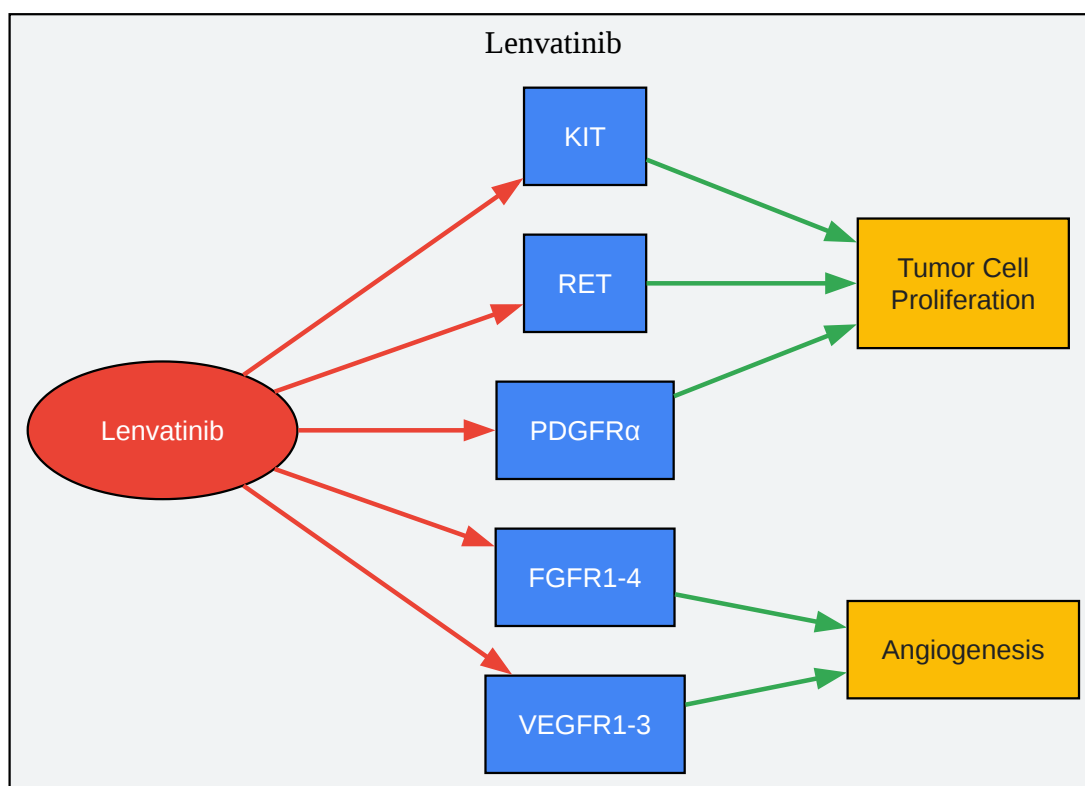 Lenvatinib
KIT
RET
Tumor Cell
Proliferation
Lenvatinib
PDGFRα
FGFR1-4
Angiogenesis
VEGFR1-3